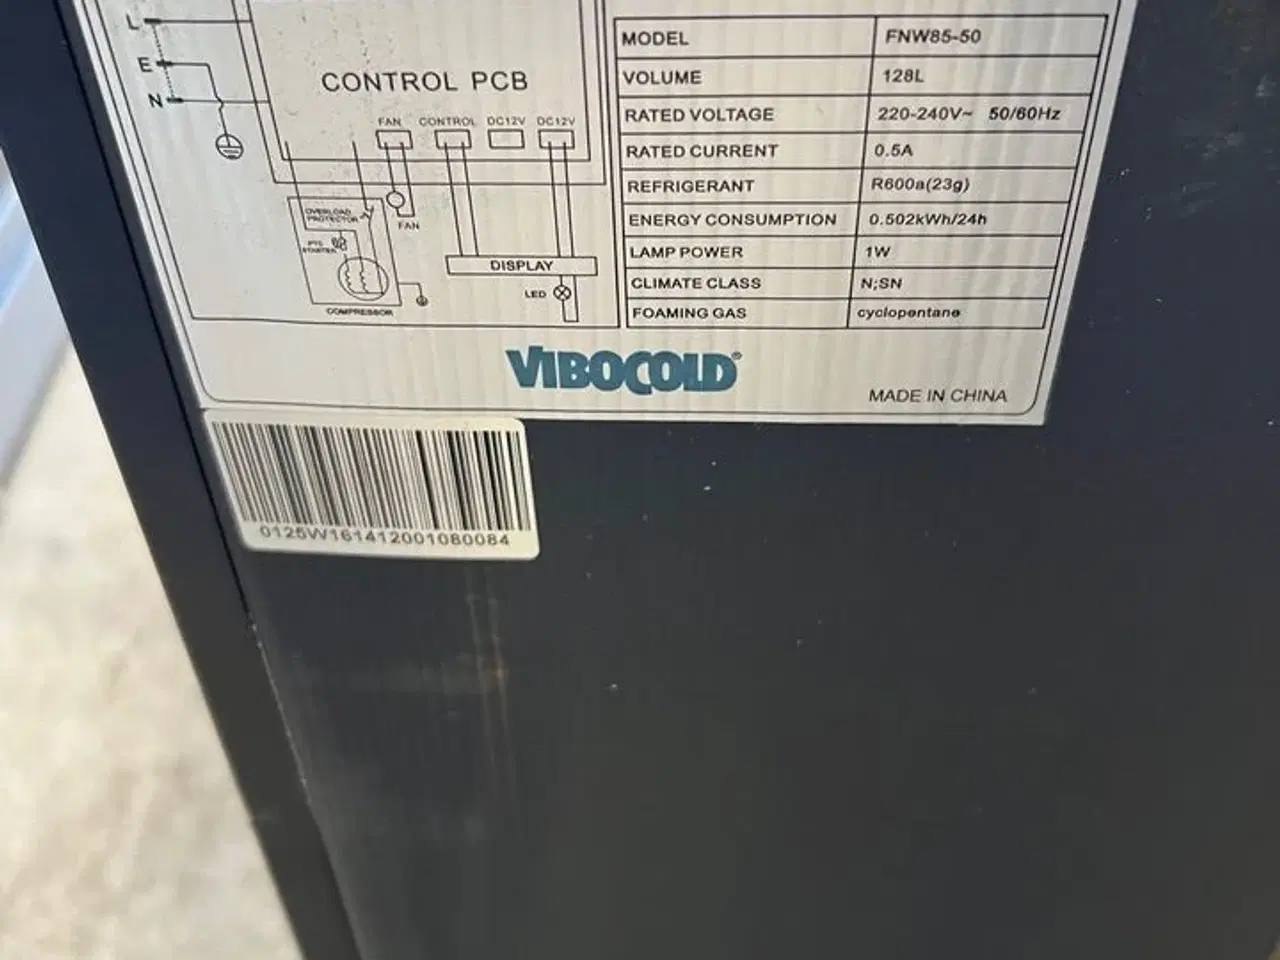 L
E
N
CONTROL PCB
FAN CONTROL DC12V DC12V
OVERLOAD
PROTECTOR
PTC
STARTER
FAN
DISPLAY
LED
COMPRESSOR
MODEL FNW85-50
VOLUME 128L
RATED VOLTAGE 220-240V~ 50/60Hz
RATED CURRENT 0.5A
REFRIGERANT R600a(23g)
ENERGY CONSUMPTION 0.502kWh/24h
LAMP POWER 1W
CLIMATE CLASS N;SN
FOAMING GAS cyclopentane
VIBOCOLD®
MADE IN CHINA
0125W161412001080084